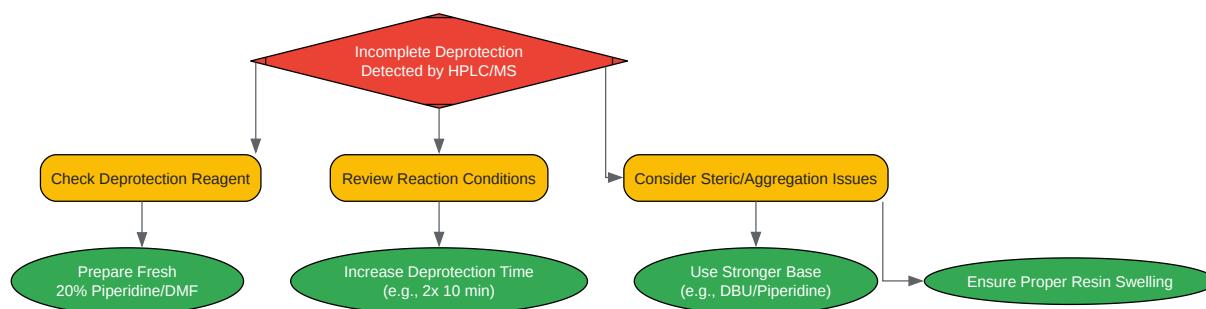 Incomplete Deprotection
Detected by HPLC/MS
Check Deprotection Reagent
Review Reaction Conditions
Consider Steric/Aggregation Issues
Prepare Fresh
20% Piperidine/DMF
Increase Deprotection Time
(e.g., 2x 10 min)
Use Stronger Base
(e.g., DBU/Piperidine)
Ensure Proper Resin Swelling